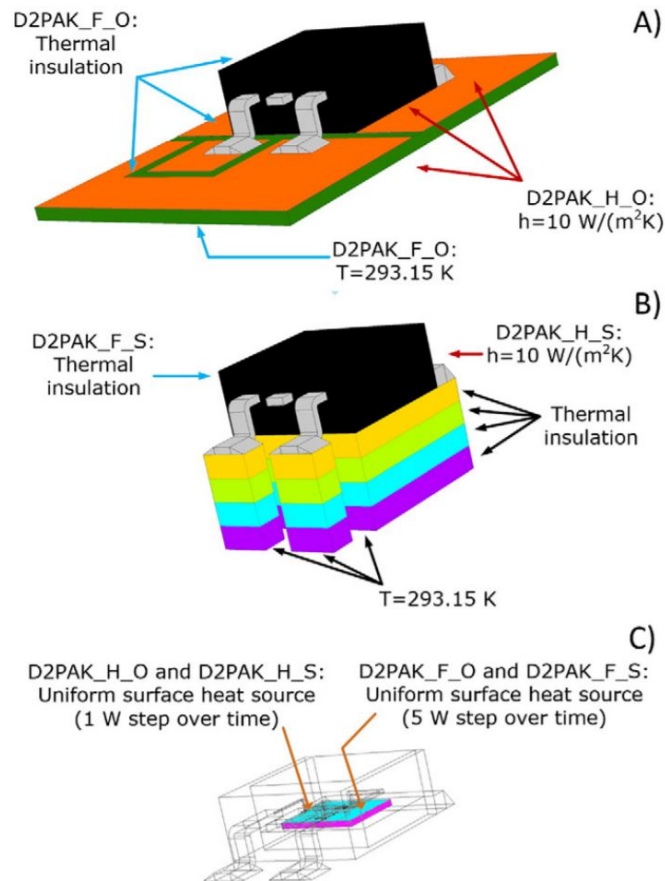 D2PAK_F_O:
Thermal
insulation
A)
D2PAK_H_O:
h=10 W/(m²K)
D2PAK_F_O:
T=293.15 K
B)
D2PAK_F_S:
Thermal
insulation
D2PAK_H_S:
h=10 W/(m²K)
Thermal
insulation
T=293.15 K
C)
D2PAK_H_O and D2PAK_H_S:
Uniform surface heat source
(1 W step over time)
D2PAK_F_O and D2PAK_F_S:
Uniform surface heat source
(5 W step over time)